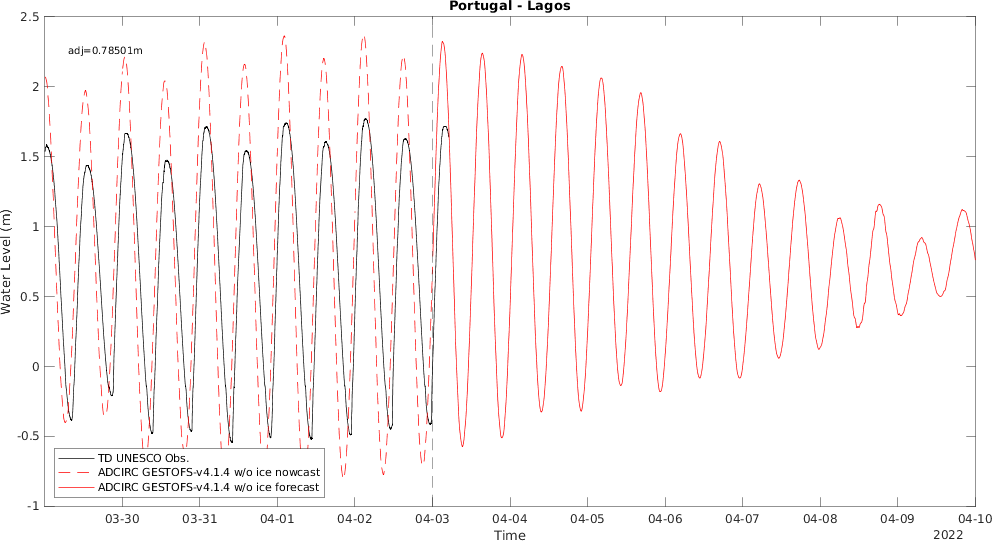 Portugal - Lagos
adj=0.78501m
2.5
2
1.5
1
0.5
0
-0.5
-1
Water Level (m)
TD UNESCO Obs.
ADCIRC GESTOFS-v4.1.4 w/o ice nowcast
ADCIRC GESTOFS-v4.1.4 w/o ice forecast
03-30 03-31 04-01 04-02 04-03 04-04 04-05 04-06 04-07 04-08 04-09 04-10
Time
2022